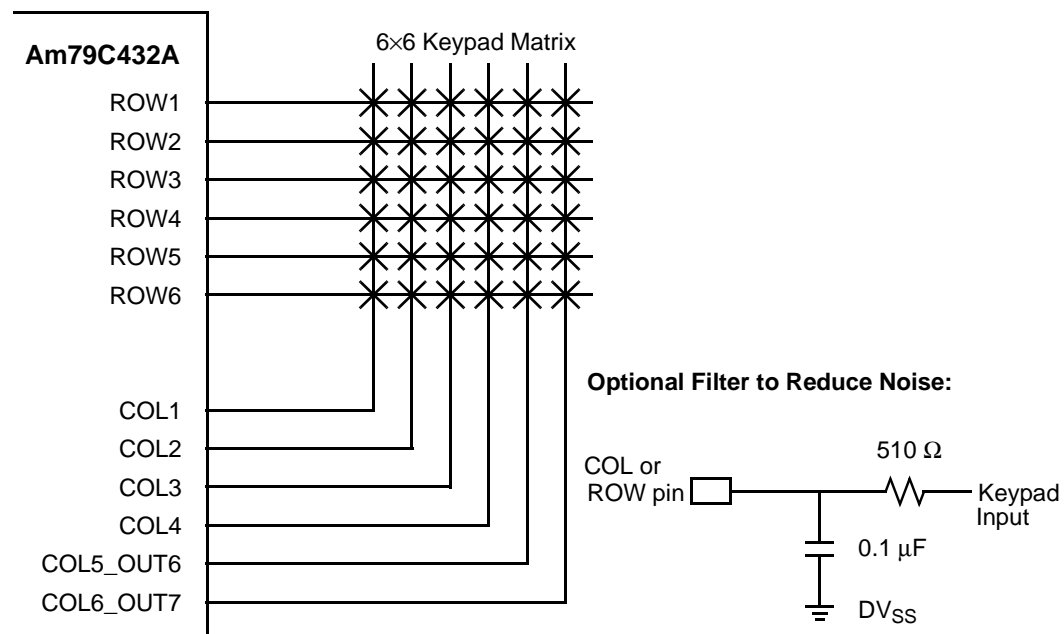 6×6 Keypad Matrix
Am79C432A
ROW1
ROW2
ROW3
ROW4
ROW5
ROW6
COL1
COL2
COL3
COL4
COL5_OUT6
COL6_OUT7
Optional Filter to Reduce Noise:
COL or
ROW pin
510 Ω
Keypad
Input
0.1 μF
DVSS